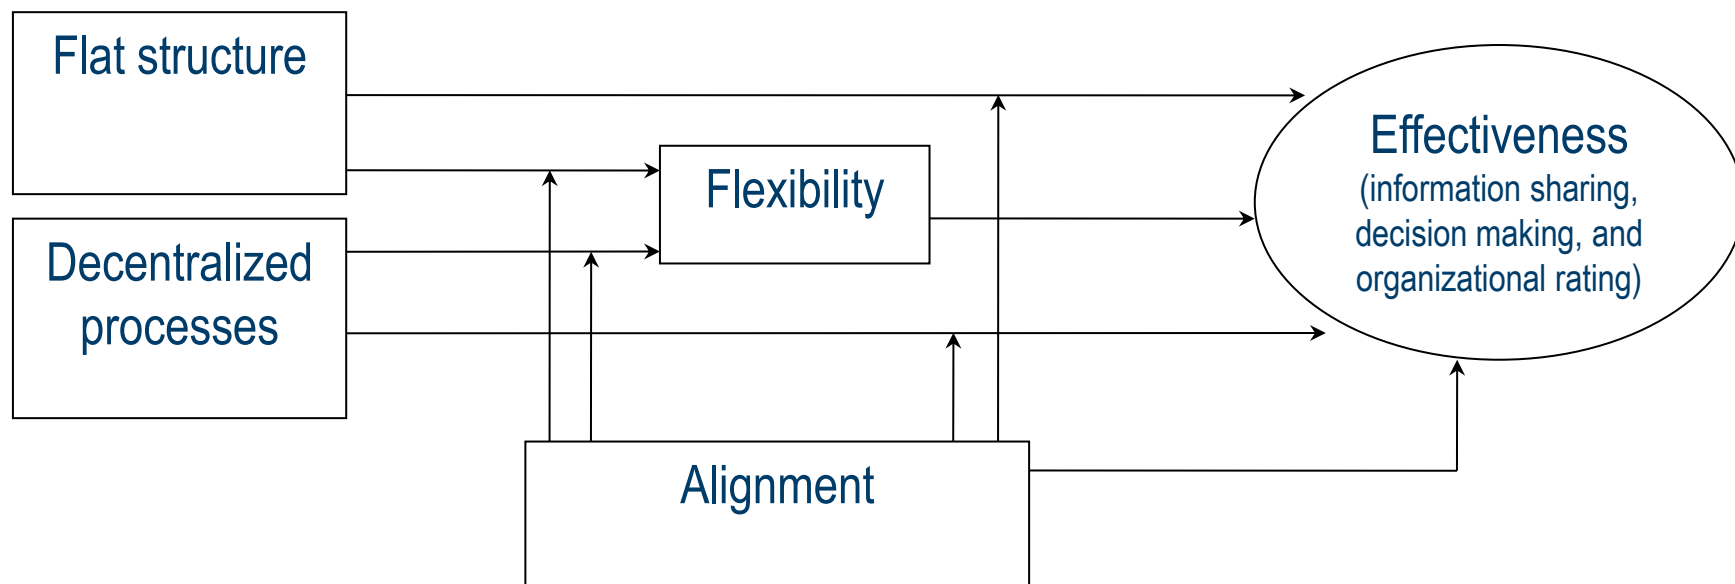 Flat structure
Decentralized
processes
Flexibility
Alignment
Effectiveness
(information sharing,
decision making, and
organizational rating)